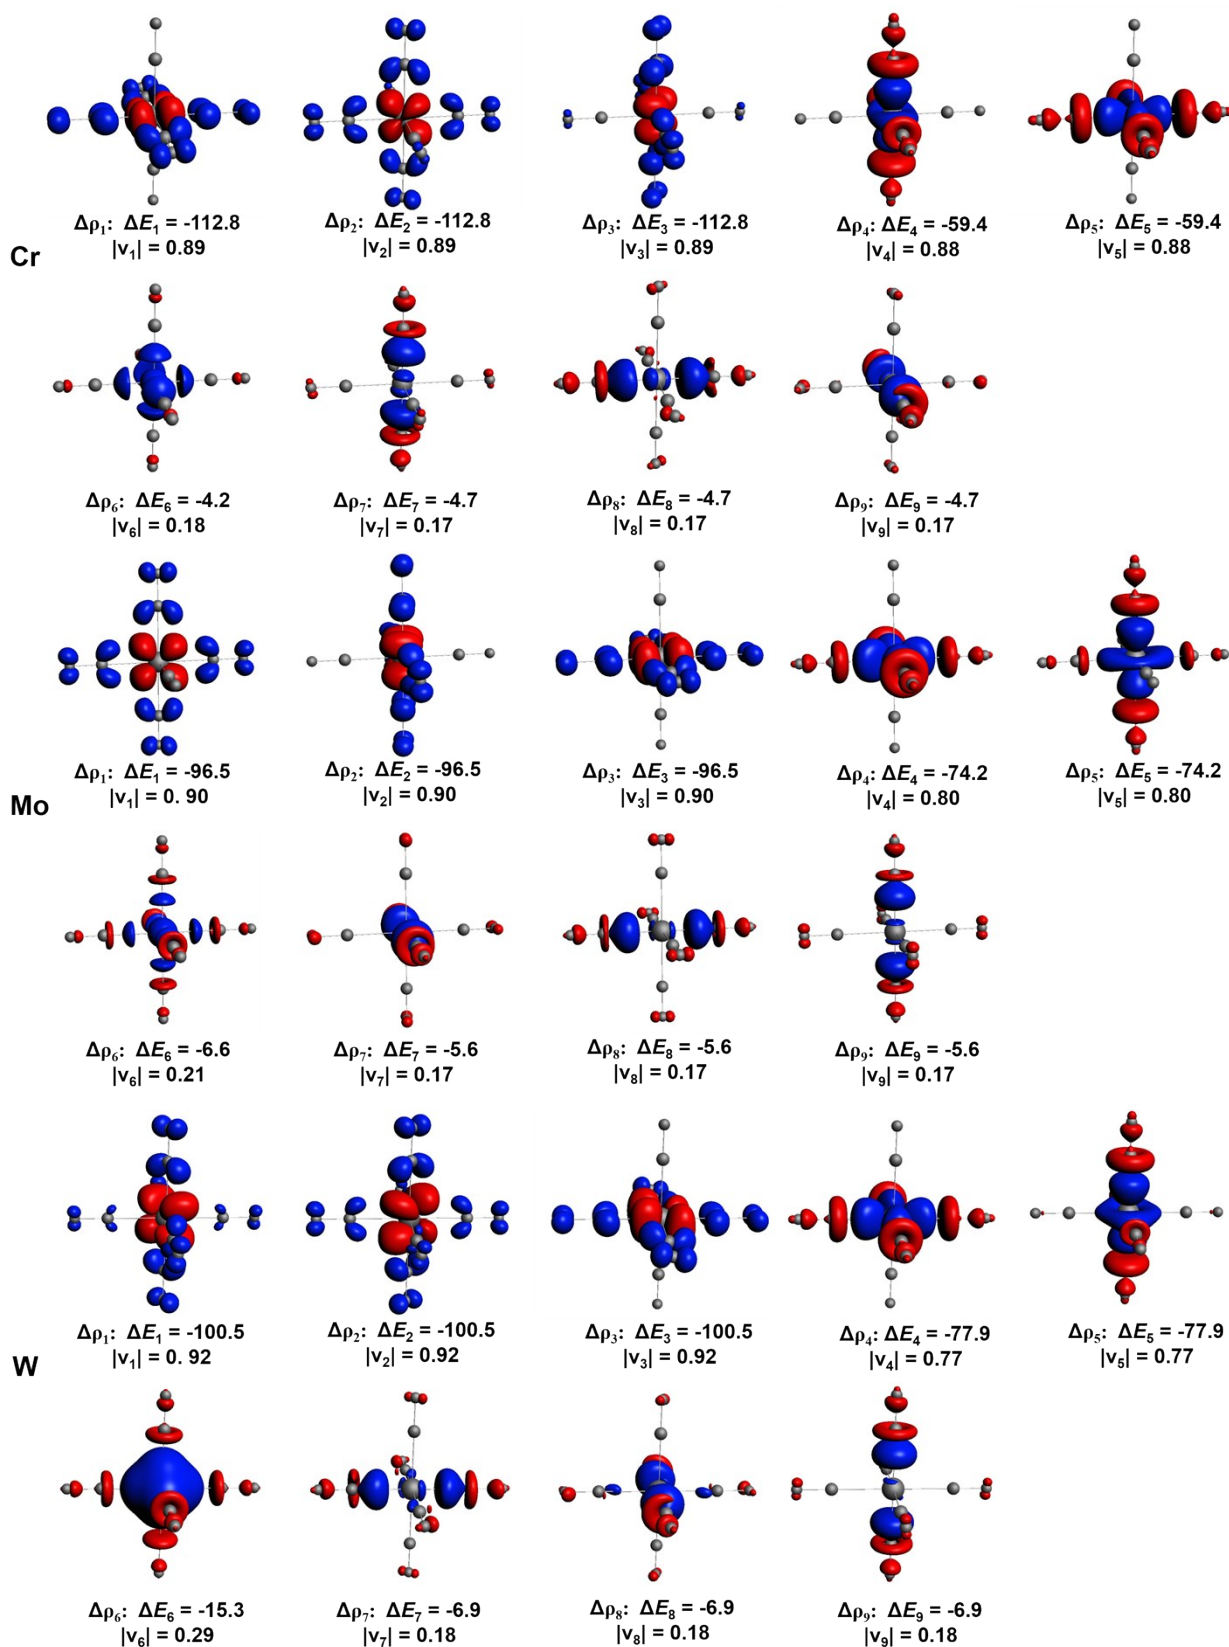 Δρ₁: ΔE₁ = -112.8
|v₁| = 0.89
Δρ₂: ΔE₂ = -112.8
|v₂| = 0.89
Δρ₃: ΔE₃ = -112.8
|v₃| = 0.89
Δρ₄: ΔE₄ = -59.4
|v₄| = 0.88
Δρ₅: ΔE₅ = -59.4
|v₅| = 0.88
Cr
Δρ₆: ΔE₆ = -4.2
|v₆| = 0.18
Δρ₇: ΔE₇ = -4.7
|v₇| = 0.17
Δρ₈: ΔE₈ = -4.7
|v₈| = 0.17
Δρ₉: ΔE₉ = -4.7
|v₉| = 0.17
Δρ₁: ΔE₁ = -96.5
|v₁| = 0. 90
Δρ₂: ΔE₂ = -96.5
|v₂| = 0.90
Δρ₃: ΔE₃ = -96.5
|v₃| = 0.90
Δρ₄: ΔE₄ = -74.2
|v₄| = 0.80
Δρ₅: ΔE₅ = -74.2
|v₅| = 0.80
Mo
Δρ₆: ΔE₆ = -6.6
|v₆| = 0.21
Δρ₇: ΔE₇ = -5.6
|v₇| = 0.17
Δρ₈: ΔE₈ = -5.6
|v₈| = 0.17
Δρ₉: ΔE₉ = -5.6
|v₉| = 0.17
Δρ₁: ΔE₁ = -100.5
|v₁| = 0. 92
Δρ₂: ΔE₂ = -100.5
|v₂| = 0.92
Δρ₃: ΔE₃ = -100.5
|v₃| = 0.92
Δρ₄: ΔE₄ = -77.9
|v₄| = 0.77
Δρ₅: ΔE₅ = -77.9
|v₅| = 0.77
W
Δρ₆: ΔE₆ = -15.3
|v₆| = 0.29
Δρ₇: ΔE₇ = -6.9
|v₇| = 0.18
Δρ₈: ΔE₈ = -6.9
|v₈| = 0.18
Δρ₉: ΔE₉ = -6.9
|v₉| = 0.18